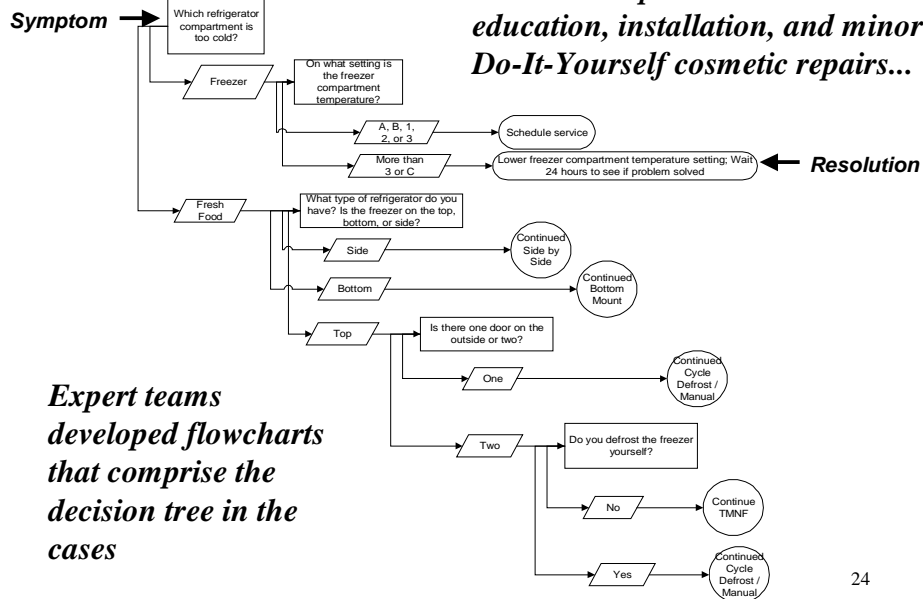 education, installation, and minor
Do-It-Yourself cosmetic repairs...
Symptom
Which refrigerator
compartment is
too cold?
Freezer
On what setting is
the freezer
compartment
temperature?
A, B, 1,
2, or 3
Schedule service
More than
3 or C
Lower freezer compartment temperature setting; Wait
24 hours to see if problem solved
Resolution
Fresh
Food
What type of refrigerator do you
have? Is the freezer on the top,
bottom, or side?
Side
Continued
Side by
Side
Bottom
Continued
Bottom
Mount
Top
Is there one door on the
outside or two?
One
Continued
Cycle
Defrost /
Manual
Two
Do you defrost the freezer
yourself?
No
Continue
TMNF
Yes
Continued
Cycle
Defrost /
Manual
Expert teams
developed flowcharts
that comprise the
decision tree in the
cases
24